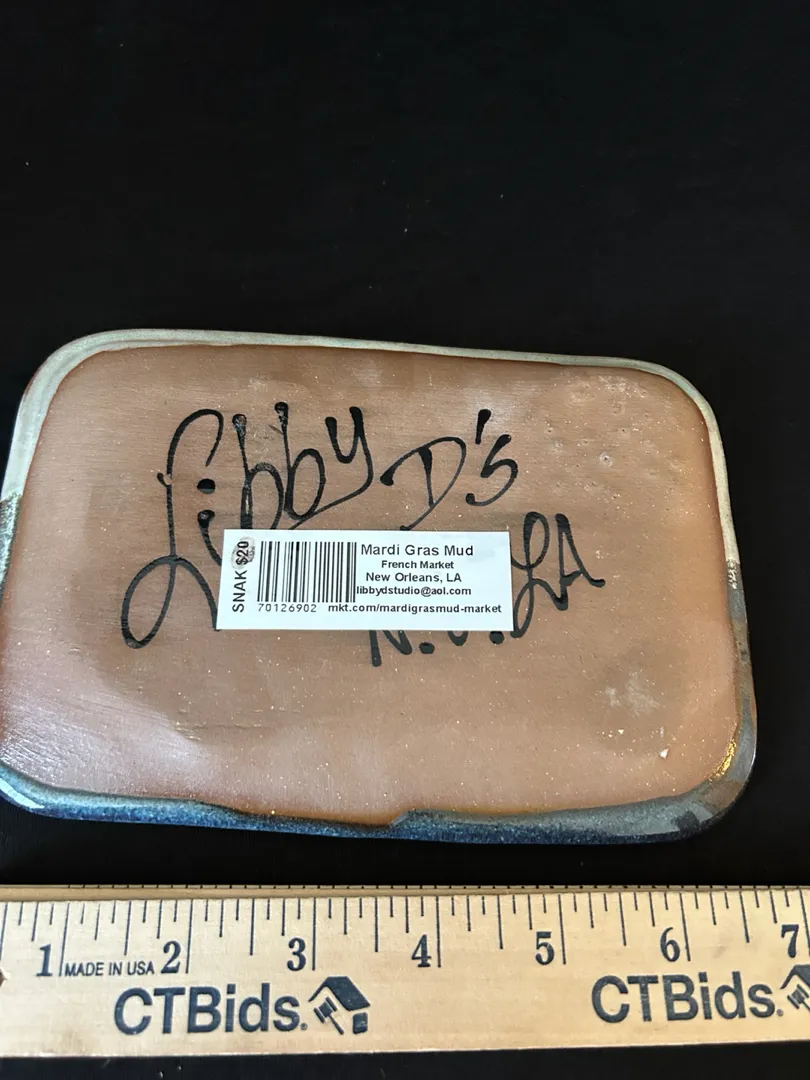 Libby D's
N.O. LA
SNAK $20
Mardi Gras Mud
French Market
New Orleans, LA
libbydstudio@aol.com
70126902 mkt.com/mardigrasmud-market
1 MADE IN USA 2 3 4 5 6 7
CTBids. CTBids.